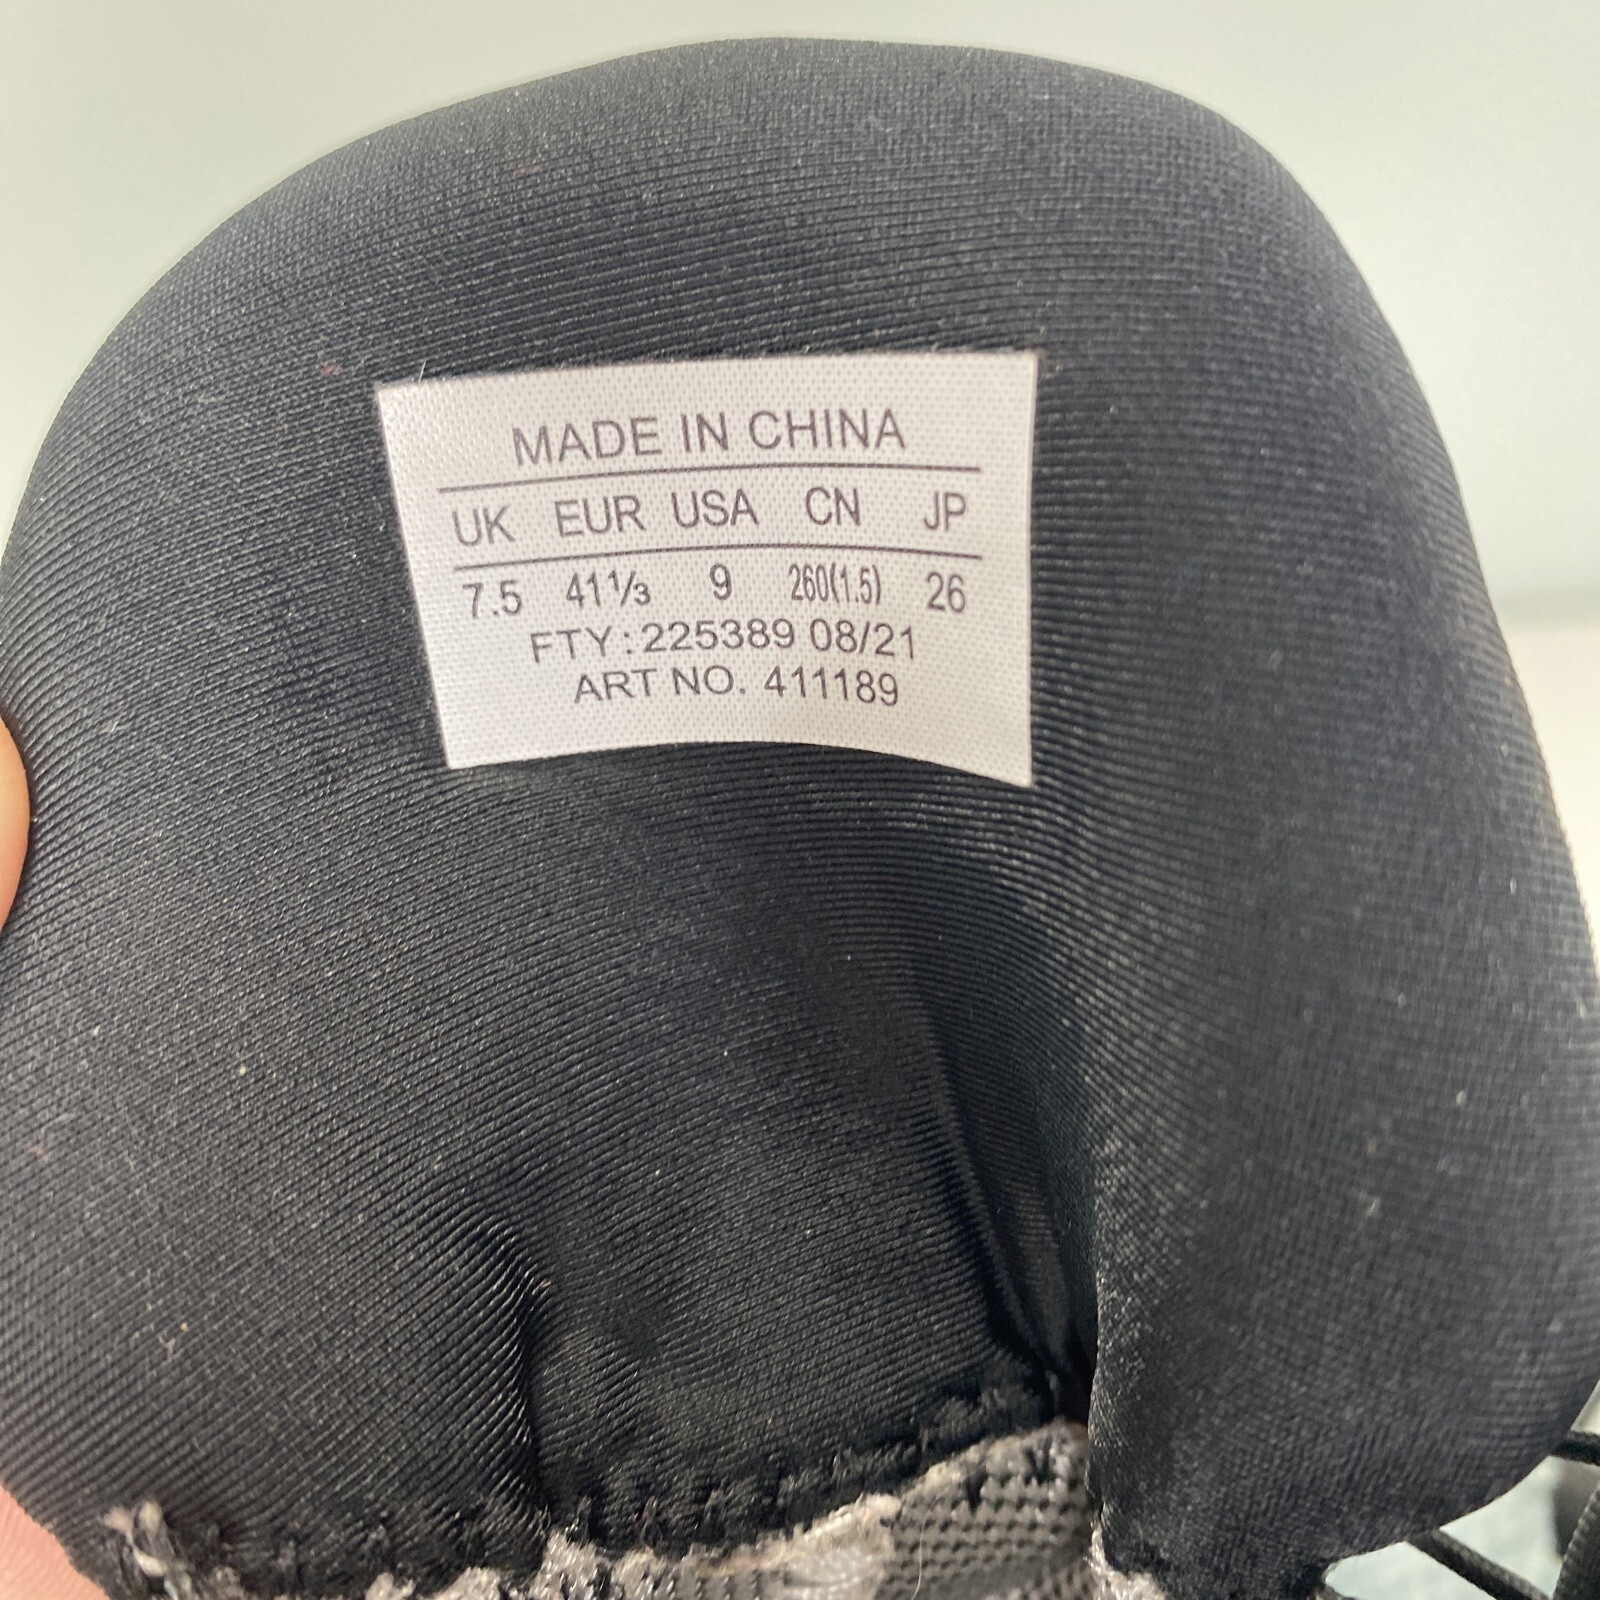 MADE IN CHINA
UK EUR USA CN JP
7.5 41⅓ 9 260(1.5) 26
FTY:225389 08/21
ART NO. 411189